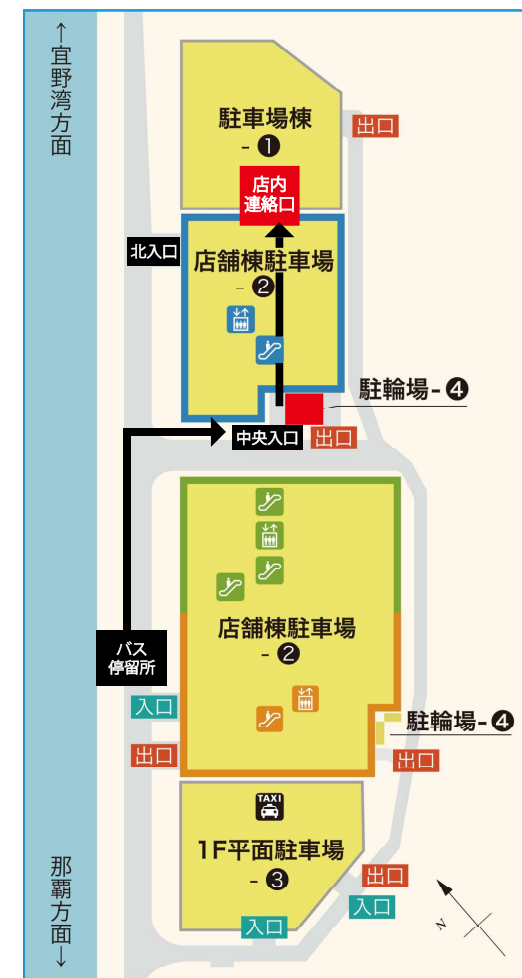 ↑宜野湾方面
駐車場棟
- ❶
出口
店内
連絡口
北入口
店舗棟駐車場
- ❷
駐輪場-❹
中央入口
出口
店舗棟駐車場
- ❷
バス
停留所
入口
駐輪場-❹
出口
出口
TAXI
1F平面駐車場
- ❸
出口
入口
入口
那覇方面↓
N